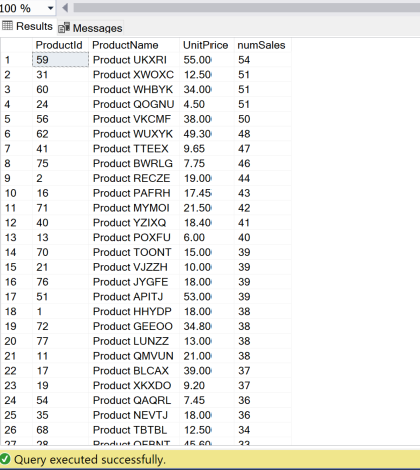 100 %
Results Messages
ProductId ProductName UnitPrice numSales
1 59 Product UKXRI 55.00 54
2 31 Product XWOXC 12.50 51
3 60 Product WHBYK 34.00 51
4 24 Product QOGNU 4.50 51
5 56 Product VKCMF 38.00 50
6 62 Product WUXYK 49.30 48
7 41 Product TTEEX 9.65 47
8 75 Product BWRLG 7.75 46
9 2 Product RECZE 19.00 44
10 16 Product PAFRH 17.45 43
11 71 Product MYMOI 21.50 42
12 40 Product YZIXQ 18.40 41
13 13 Product POXFU 6.00 40
14 70 Product TOONT 15.00 39
15 21 Product VJZZH 10.00 39
16 76 Product JYGFE 18.00 39
17 51 Product APITJ 53.00 39
18 1 Product HHYDP 18.00 38
19 72 Product GEEOO 34.80 38
20 77 Product LUNZZ 13.00 38
21 11 Product QMVUN 21.00 38
22 17 Product BLCAX 39.00 37
23 19 Product XKXDO 9.20 37
24 54 Product QAQRL 7.45 36
25 35 Product NEVTJ 18.00 36
26 68 Product TBTBL 12.50 34
27 28 Product OFBNT 45.60 33
Query executed successfully.